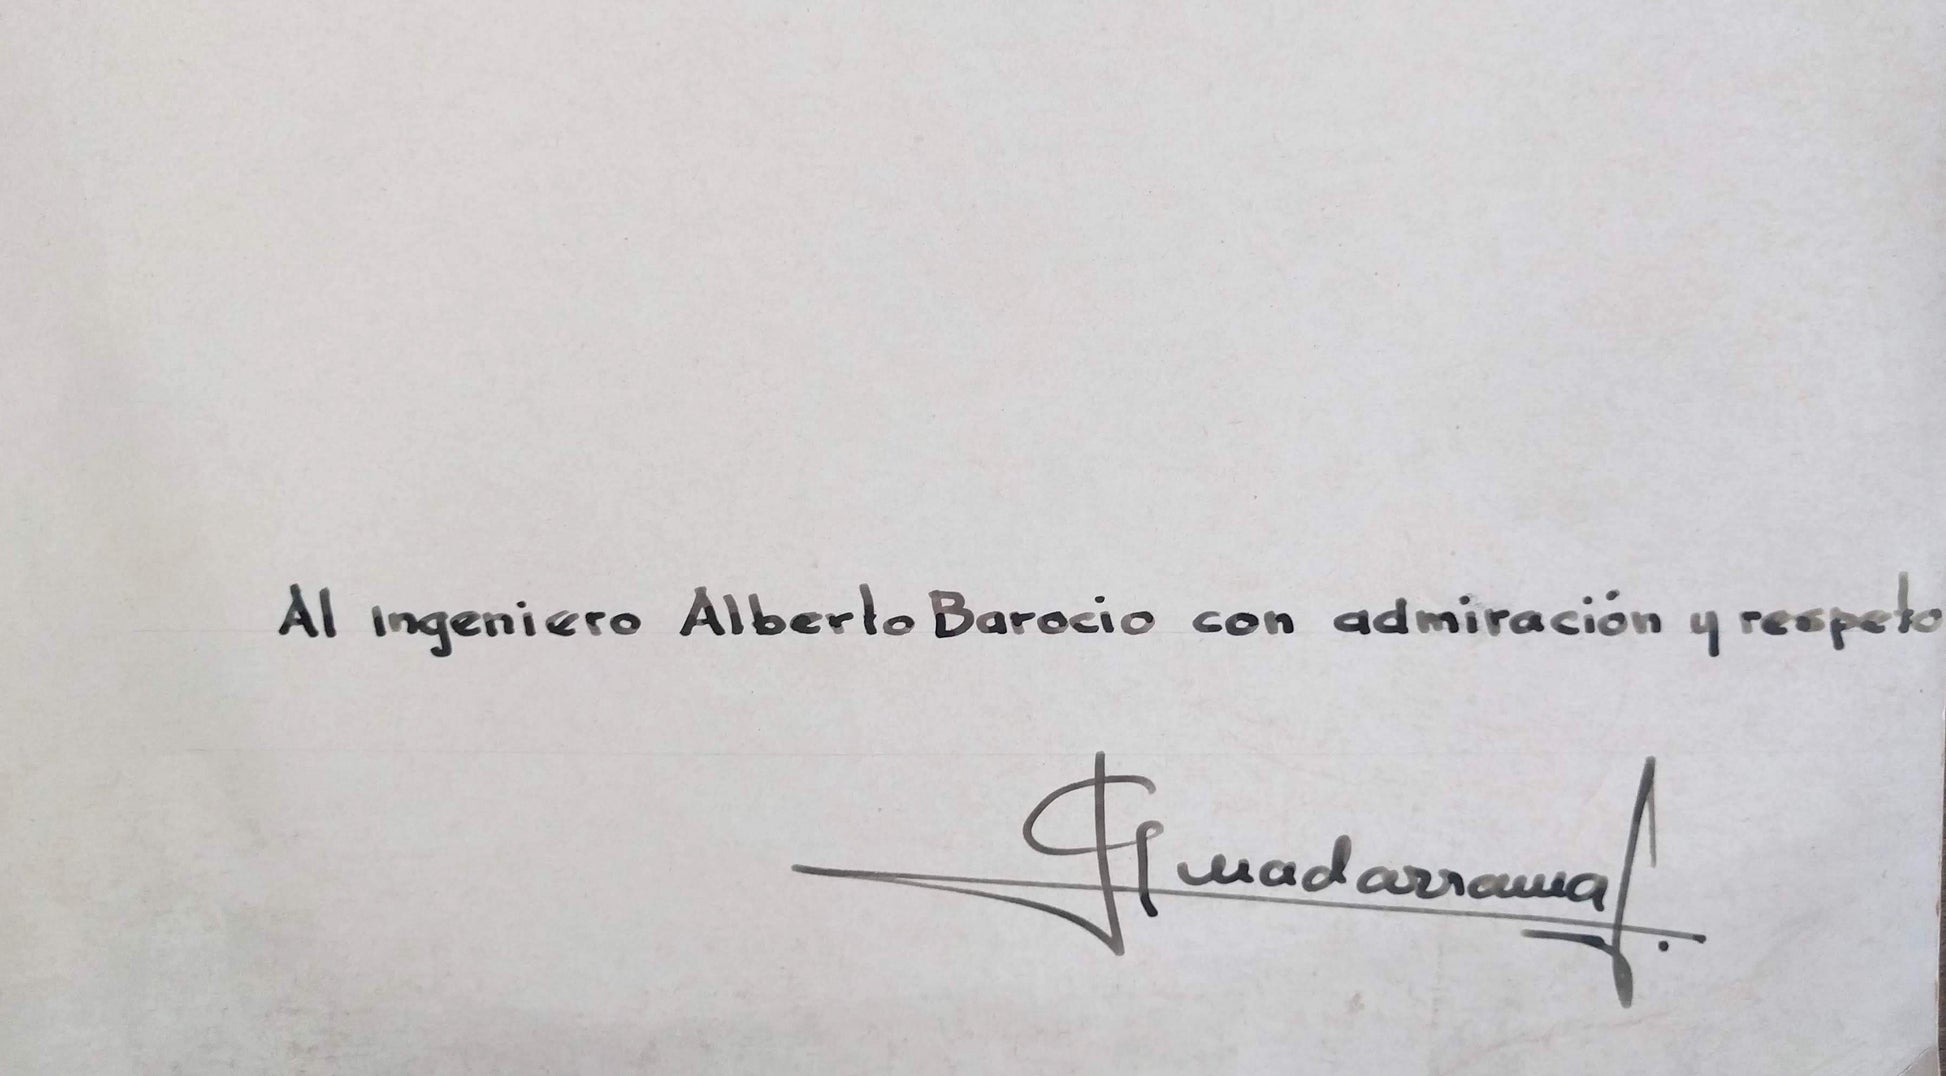 Al ingeniero Alberto Barocio con admiración y respeto
Guadarrama